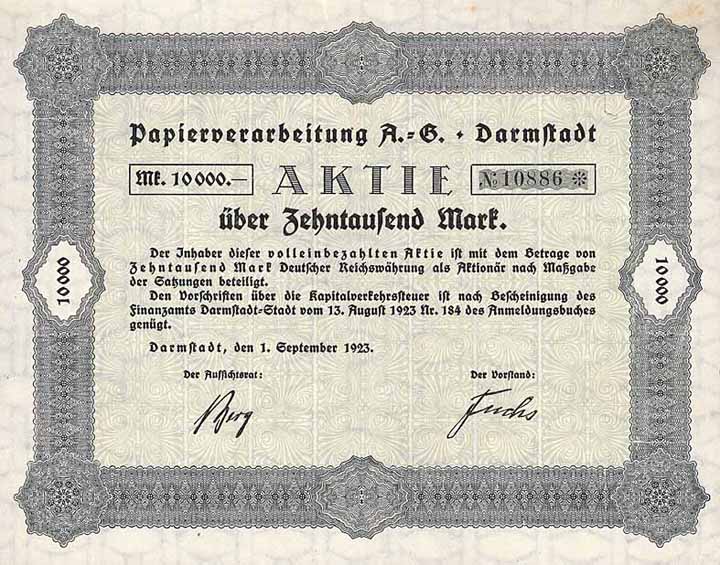 Papierverarbeitung A.=G. • Darmstadt
Mk. 10000.—
AKTIE
№ 10886 *
über Zehntausend Mark.
Der Inhaber dieser volleinbezahlten Aktie ist mit dem Betrage von
Zehntausend Mark Deutscher Reichswährung als Aktionär nach Maßgabe
der Satzungen beteiligt.
Den Vorschriften über die Kapitalverkehrssteuer ist nach Bescheinigung des
Finanzamts Darmstadt=Stadt vom 13. August 1923 Nr. 184 des Anmeldungsbuches
genügt.
Darmstadt, den 1. September 1923.
Der Aufsichtsrat:
Der Vorstand:
Berg
Fuchs
10000
10000